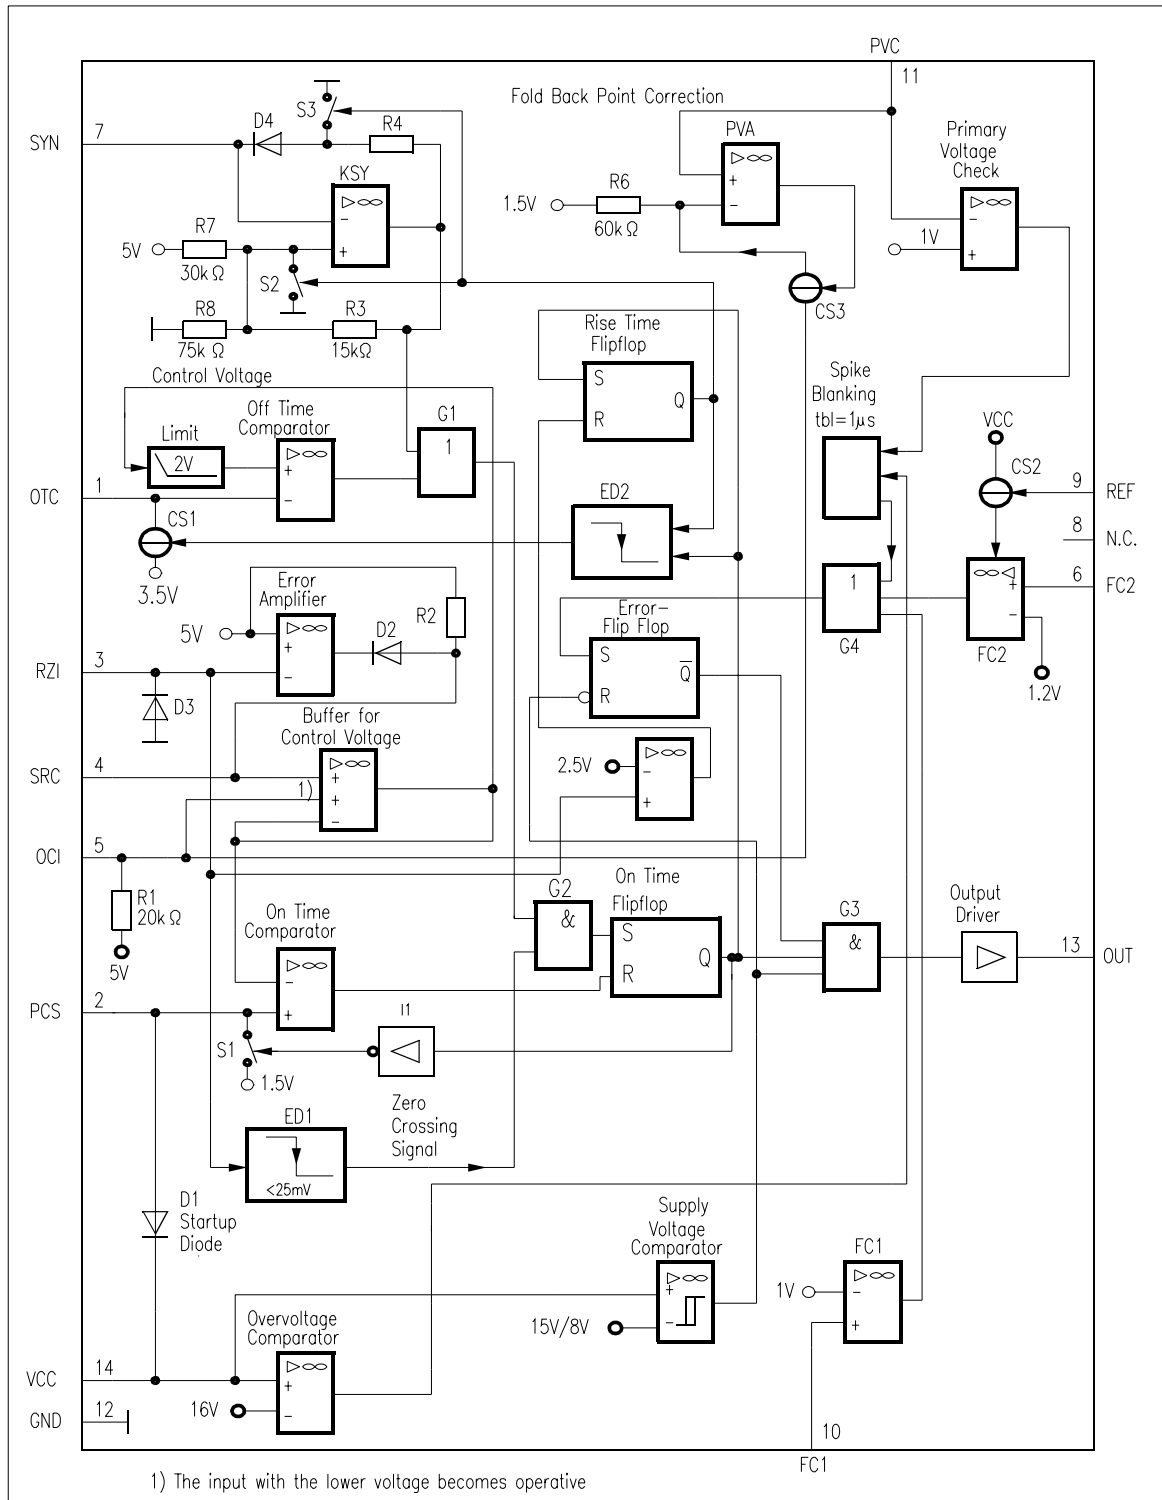 PVC
11
Fold Back Point Correction
S3
D4
R4
SYN
7
PVA
Primary
Voltage
Check
▷∞
+
−
KSY
▷∞
−
+
▷∞
−
+
R6
1.5V
60kΩ
1V
R7
5V
30kΩ
S2
CS3
R8
75k Ω
R3
15kΩ
Rise Time
Flipflop
S
R
Q
Control Voltage
Spike
Blanking
tbl=1µs
Off Time
Comparator
▷∞
+
−
G1
1
Limit
2V
VCC
CS2
9
REF
OTC
1
CS1
3.5V
ED2
8
N.C.
Error
Amplifier
▷∞
+
−
5V
R2
D2
1
G4
∞◁
+
−
FC2
6
FC2
1.2V
Error−
Flip Flop
S
R
Q̅
RZI
3
D3
Buffer for
Control Voltage
▷∞
+
+
−
1)
2.5V
▷∞
−
+
SRC
4
OCI
5
R1
20k Ω
5V
G2
&
On Time
Flipflop
S
R
Q
G3
&
Output
Driver
▷
13
OUT
On Time
Comparator
▷∞
−
+
PCS
2
S1
1.5V
I1
Zero
Crossing
Signal
ED1
<25mV
D1
Startup
Diode
Supply
Voltage
Comparator
▷∞
+
−
15V/8V
FC1
▷∞
−
+
1V
Overvoltage
Comparator
▷∞
+
−
16V
VCC
14
GND
12
10
FC1
1) The input with the lower voltage becomes operative